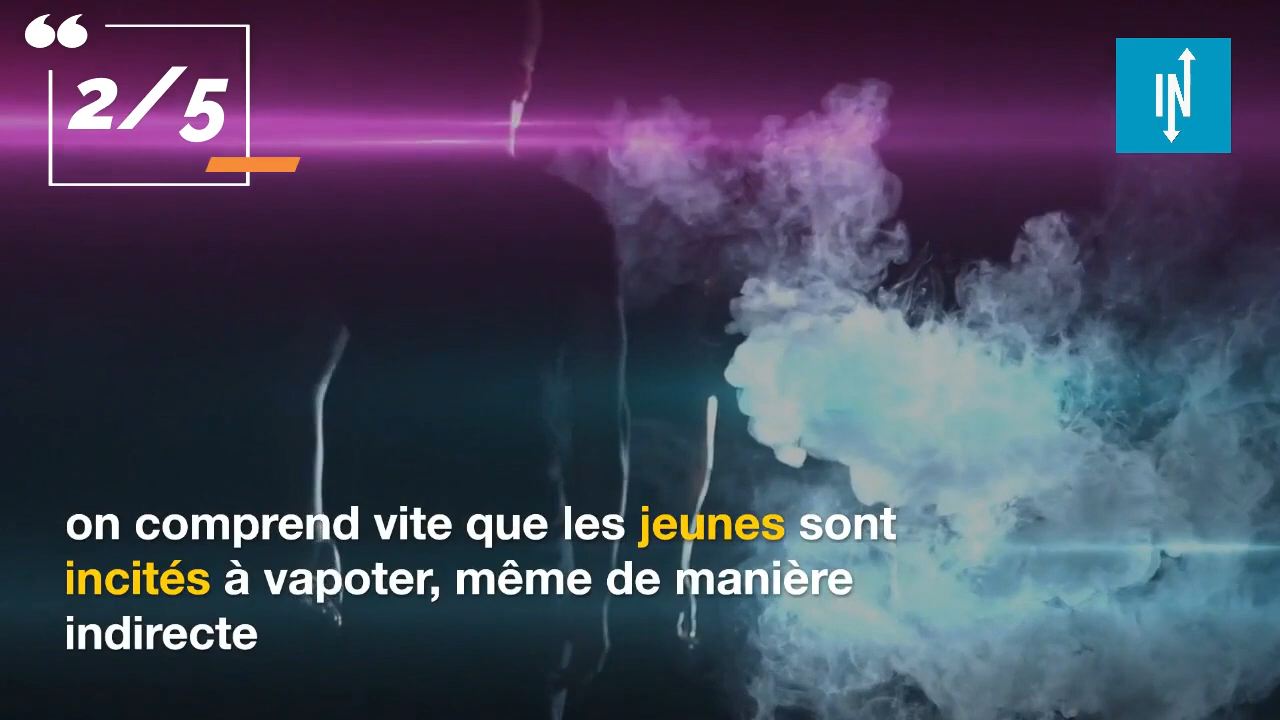 2/5
IN
on comprend vite que les jeunes sont
incités à vapoter, même de manière
indirecte